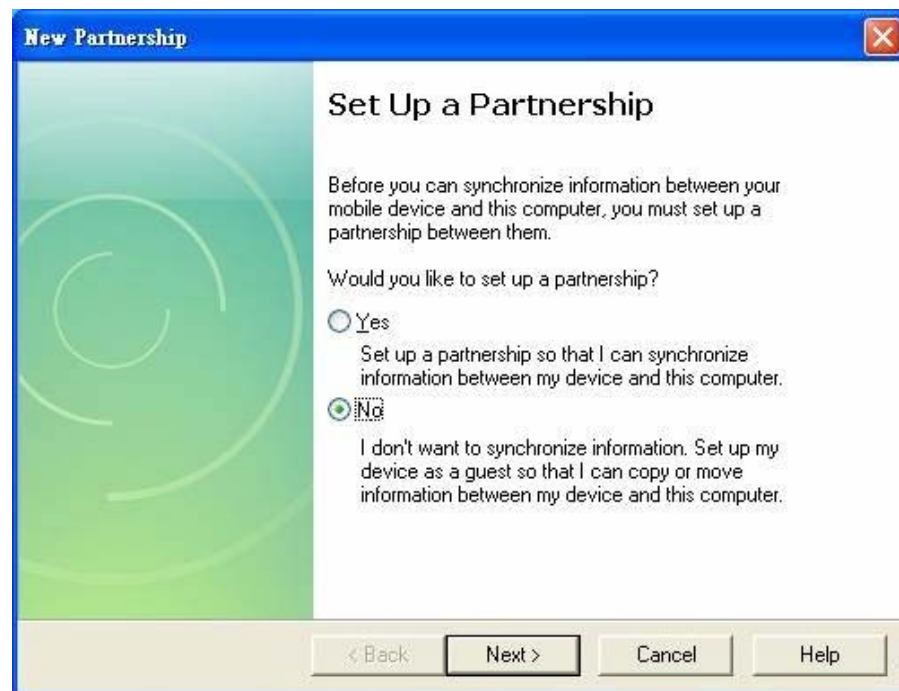 New Partnership
Set Up a Partnership
Before you can synchronize information between your
mobile device and this computer, you must set up a
partnership between them.
Would you like to set up a partnership?
Yes
Set up a partnership so that I can synchronize
information between my device and this computer.
No
I don't want to synchronize information. Set up my
device as a guest so that I can copy or move
information between my device and this computer.
< Back
Next >
Cancel
Help